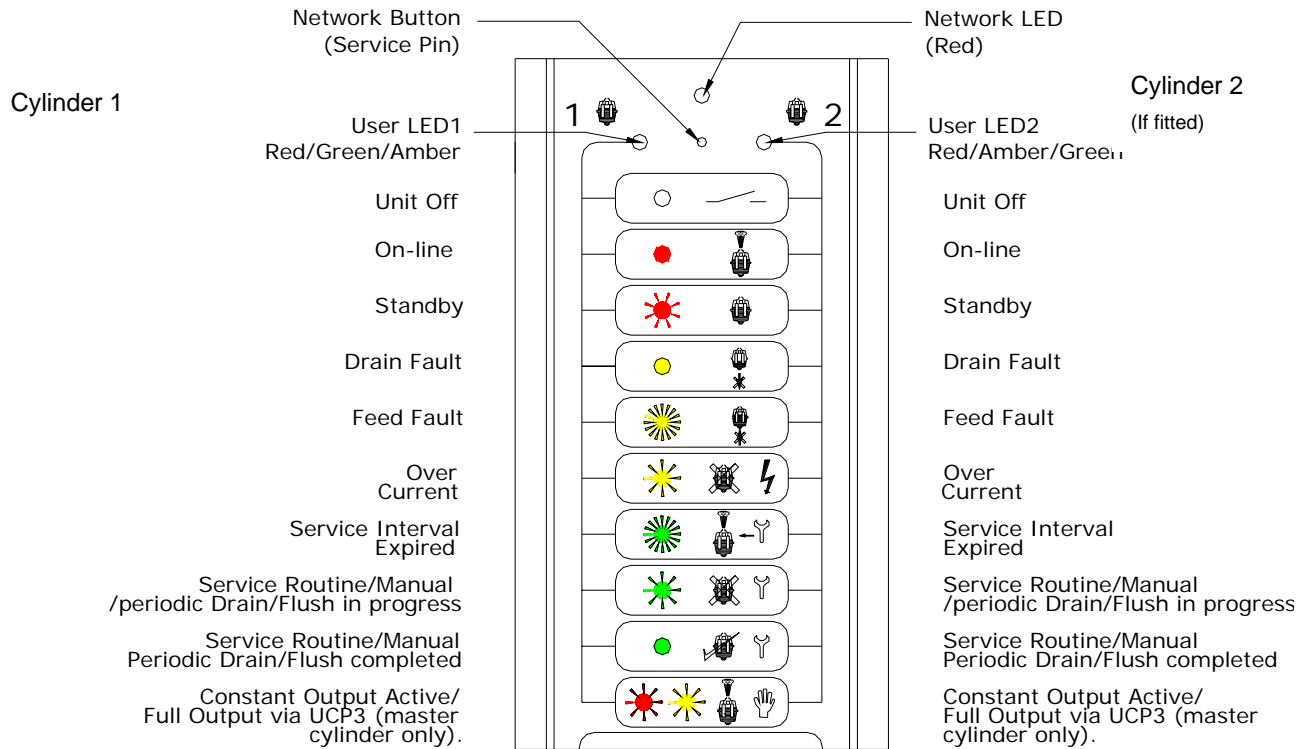 Network Button
(Service Pin)
Network LED
(Red)
Cylinder 1
Cylinder 2
(If fitted)
1
2
User LED1
Red/Green/Amber
User LED2
Red/Amber/Green
Unit Off
Unit Off
On-line
On-line
Standby
Standby
Drain Fault
Drain Fault
Feed Fault
Feed Fault
Over
Current
Over
Current
Service Interval
Expired
Service Interval
Expired
Service Routine/Manual
/periodic Drain/Flush in progress
Service Routine/Manual
/periodic Drain/Flush in progress
Service Routine/Manual
Periodic Drain/Flush completed
Service Routine/Manual
Periodic Drain/Flush completed
Constant Output Active/
Full Output via UCP3 (master
cylinder only).
Constant Output Active/
Full Output via UCP3 (master
cylinder only).